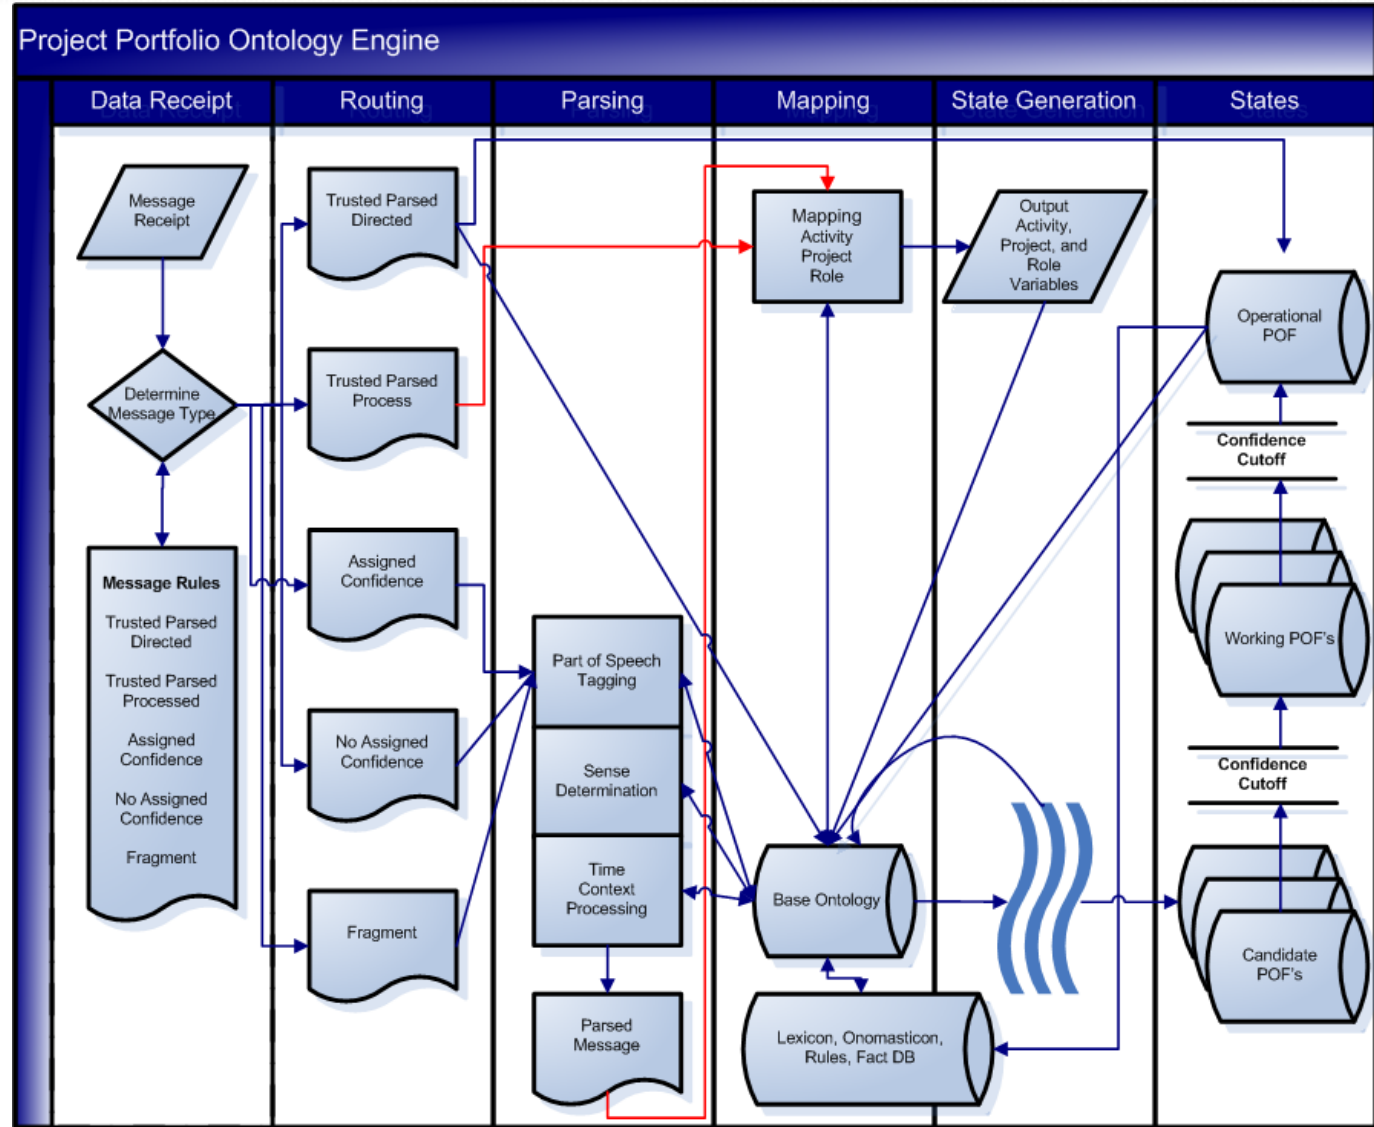 Project Portfolio Ontology Engine
Data Receipt
Routing
Parsing
Mapping
State Generation
States
Message
Receipt
Determine
Message Type
Message Rules
Trusted Parsed
Directed
Trusted Parsed
Processed
Assigned
Confidence
No Assigned
Confidence
Fragment
Trusted Parsed
Directed
Trusted Parsed
Process
Assigned
Confidence
No Assigned
Confidence
Fragment
Part of Speech
Tagging
Sense
Determination
Time
Context
Processing
Parsed
Message
Mapping
Activity
Project
Role
Base Ontology
Lexicon, Onomasticon,
Rules, Fact DB
Output
Activity,
Project, and
Role
Variables
Operational
POF
Confidence
Cutoff
Working POF's
Confidence
Cutoff
Candidate
POF's